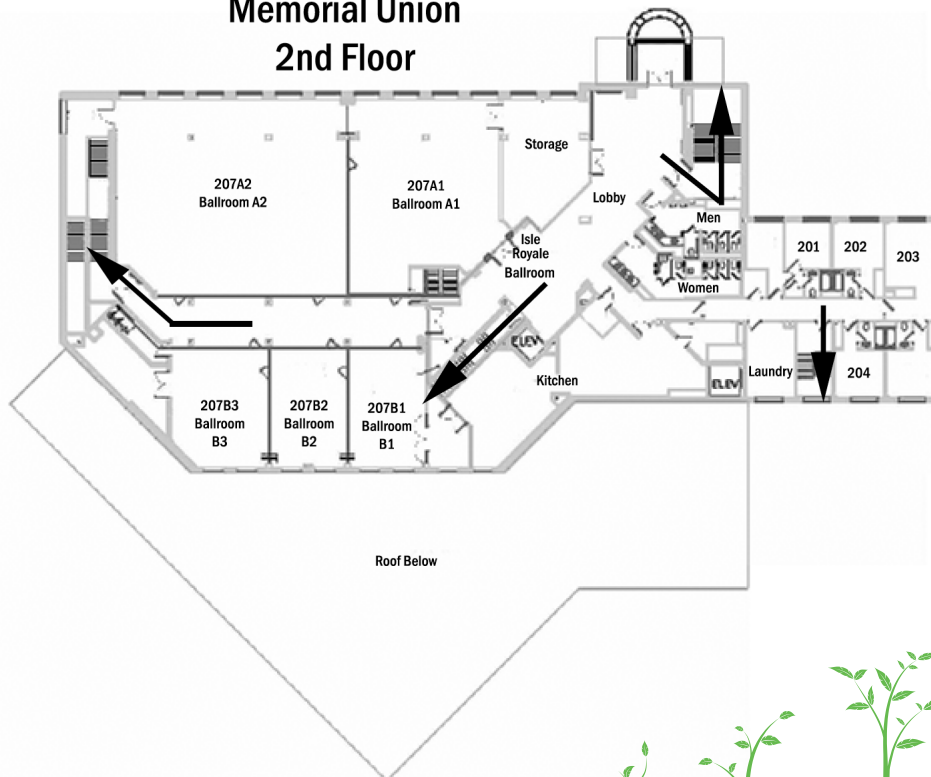 Memorial Union
2nd Floor
Storage
207A2
Ballroom A2
207A1
Ballroom A1
Lobby
Men
Isle
Royale
Ballroom
Women
201
202
203
ELEV
Kitchen
ELEV
Laundry
204
207B3
Ballroom
B3
207B2
Ballroom
B2
207B1
Ballroom
B1
Roof Below